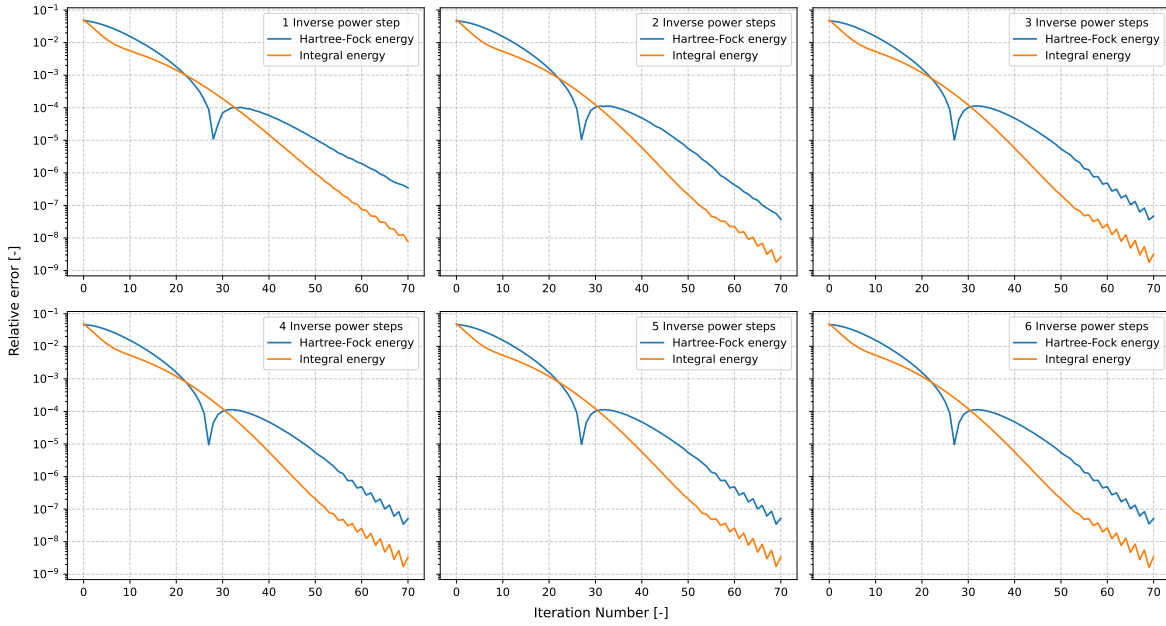 1 Inverse power step
Hartree-Fock energy
Integral energy
10⁻¹
10⁻²
10⁻³
10⁻⁴
10⁻⁵
10⁻⁶
10⁻⁷
10⁻⁸
10⁻⁹
0 10 20 30 40 50 60 70
2 Inverse power steps
Hartree-Fock energy
Integral energy
0 10 20 30 40 50 60 70
3 Inverse power steps
Hartree-Fock energy
Integral energy
0 10 20 30 40 50 60 70
Relative error [-]
4 Inverse power steps
Hartree-Fock energy
Integral energy
10⁻¹
10⁻²
10⁻³
10⁻⁴
10⁻⁵
10⁻⁶
10⁻⁷
10⁻⁸
10⁻⁹
0 10 20 30 40 50 60 70
5 Inverse power steps
Hartree-Fock energy
Integral energy
0 10 20 30 40 50 60 70
6 Inverse power steps
Hartree-Fock energy
Integral energy
0 10 20 30 40 50 60 70
Iteration Number [-]